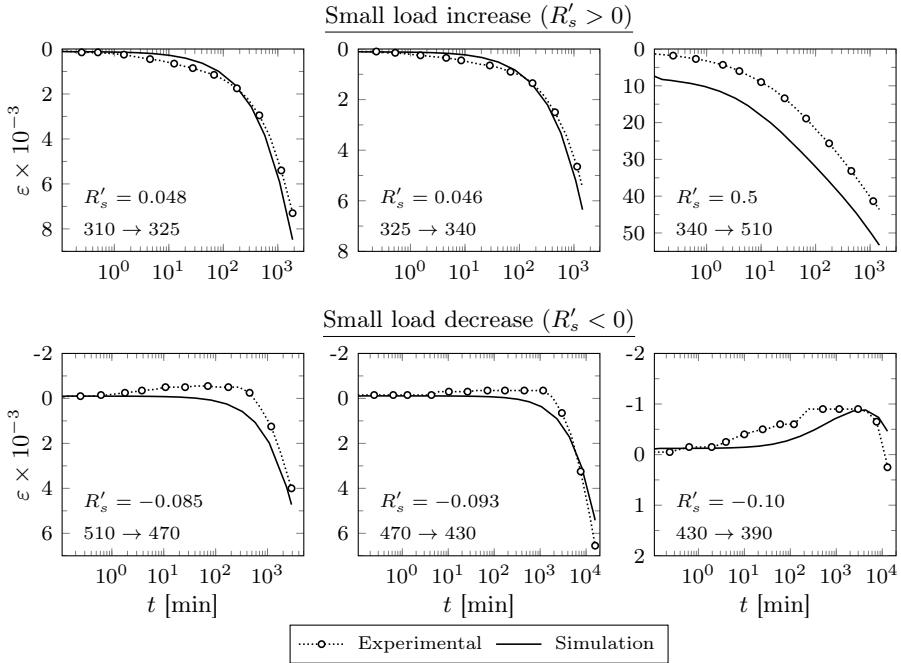 Small load increase (R′ₛ > 0)
0
2
4
6
8
ε × 10⁻³
R′ₛ = 0.048
310 → 325
10⁰ 10¹ 10² 10³
0
2
4
6
8
R′ₛ = 0.046
325 → 340
10⁰ 10¹ 10² 10³
0
10
20
30
40
50
R′ₛ = 0.5
340 → 510
10⁰ 10¹ 10² 10³
Small load decrease (R′ₛ < 0)
-2
0
2
4
6
ε × 10⁻³
R′ₛ = −0.085
510 → 470
10⁰ 10¹ 10² 10³
t [min]
-2
0
2
4
6
R′ₛ = −0.093
470 → 430
10⁰ 10¹ 10² 10³ 10⁴
t [min]
-2
-1
0
1
2
R′ₛ = −0.10
430 → 390
10⁰ 10¹ 10² 10³ 10⁴
t [min]
Experimental Simulation